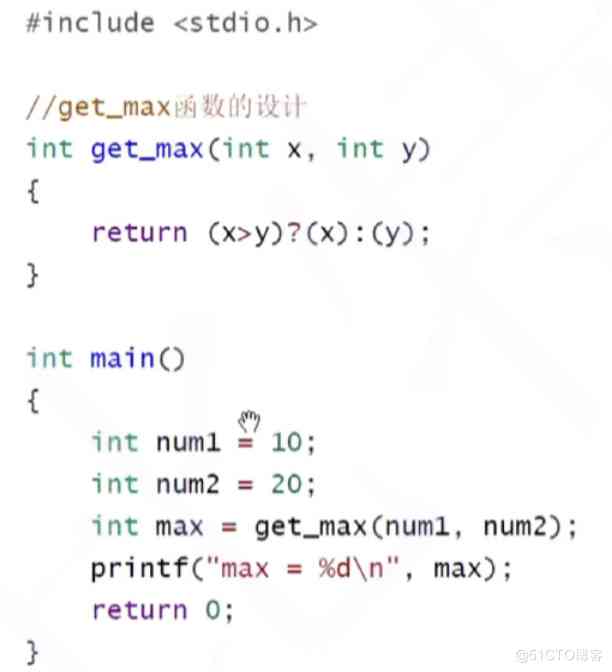 #include <stdio.h>
//get_max函数的设计
int get_max(int x, int y)
{
    return (x>y)?(x):(y);
}
int main()
{
    int num1 = 10;
    int num2 = 20;
    int max = get_max(num1, num2);
    printf("max = %d\n", max);
    return 0;
}
@51CTO博客